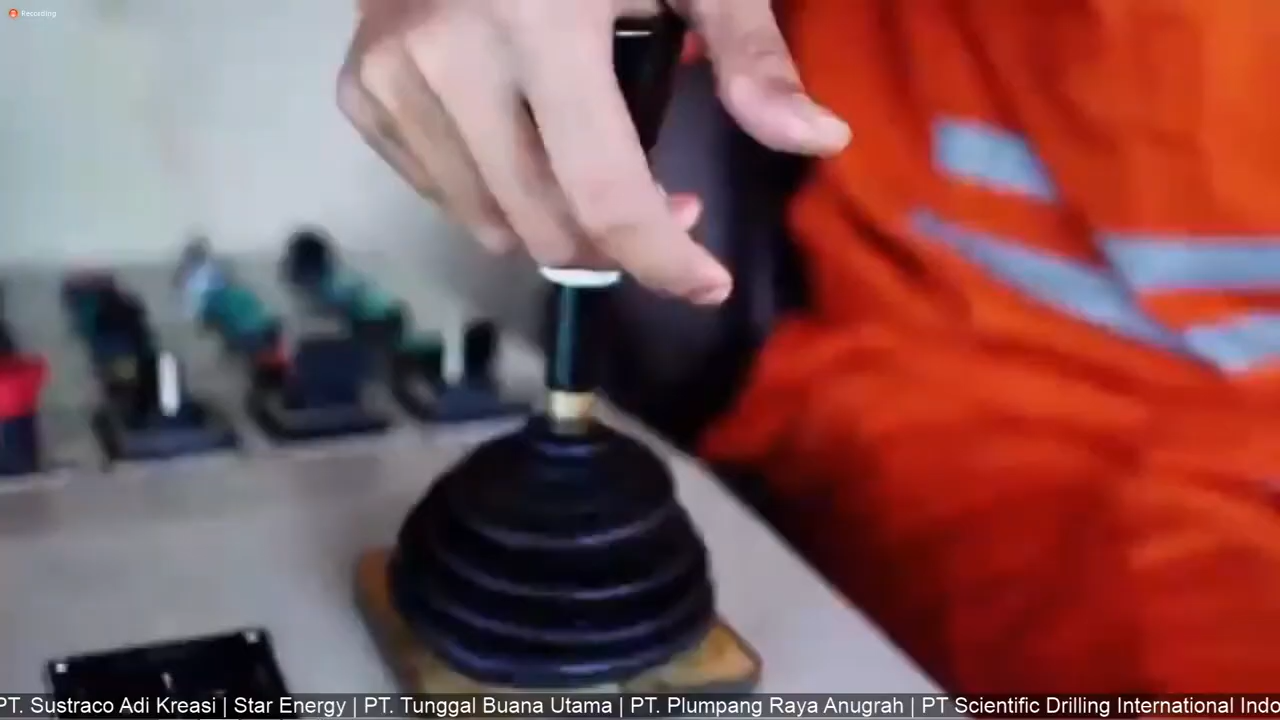 Recording
PT. Sustraco Adi Kreasi | Star Energy | PT. Tunggal Buana Utama | PT. Plumpang Raya Anugrah | PT Scientific Drilling International Indo